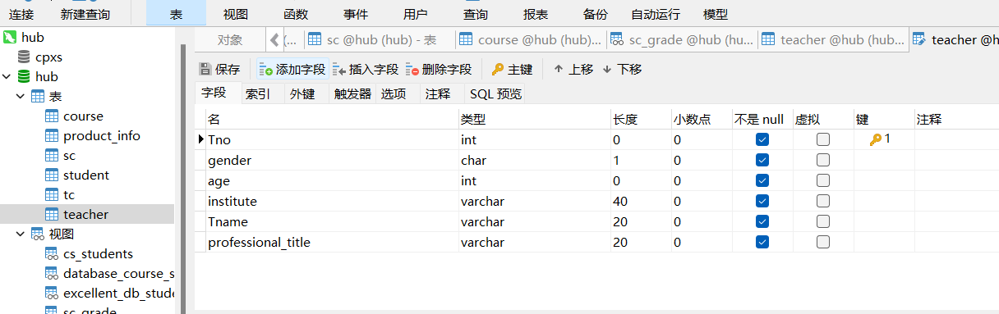 连接 新建查询 表 视图 函数 事件 用户 查询 报表 备份 自动运行 模型
hub
cpxs
hub
表
course
product_info
sc
student
tc
teacher
视图
cs_students
database_course_s
excellent_db_stude
sc_grade
对象 (... sc @hub (hub) - 表 course @hub (hub)... sc_grade @hub (hu... teacher @hub (hub... teacher @h
保存 添加字段 插入字段 删除字段 主键 上移 下移
字段 索引 外键 触发器 选项 注释 SQL 预览
名 类型 长度 小数点 不是 null 虚拟 键 注释
Tno int 0 0 1
gender char 1 0
age int 0 0
institute varchar 40 0
Tname varchar 20 0
professional_title varchar 20 0